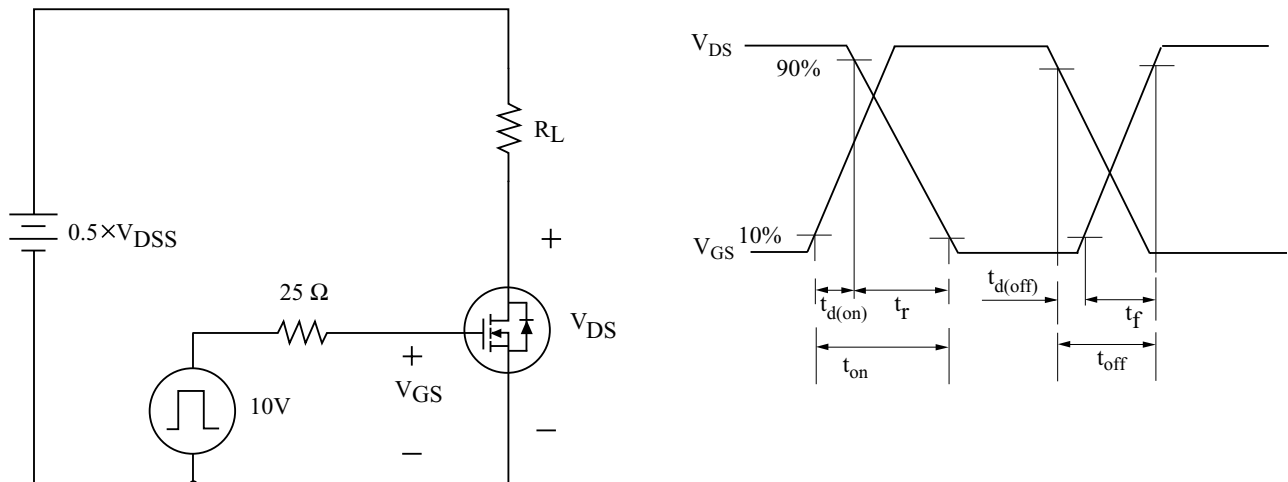 R_L
0.5×V_DSS
+
25 Ω
V_DS
+
V_GS
10V
−
−
V_DS
90%
V_GS 10%
t_d(on)
t_r
t_d(off)
t_f
t_on
t_off